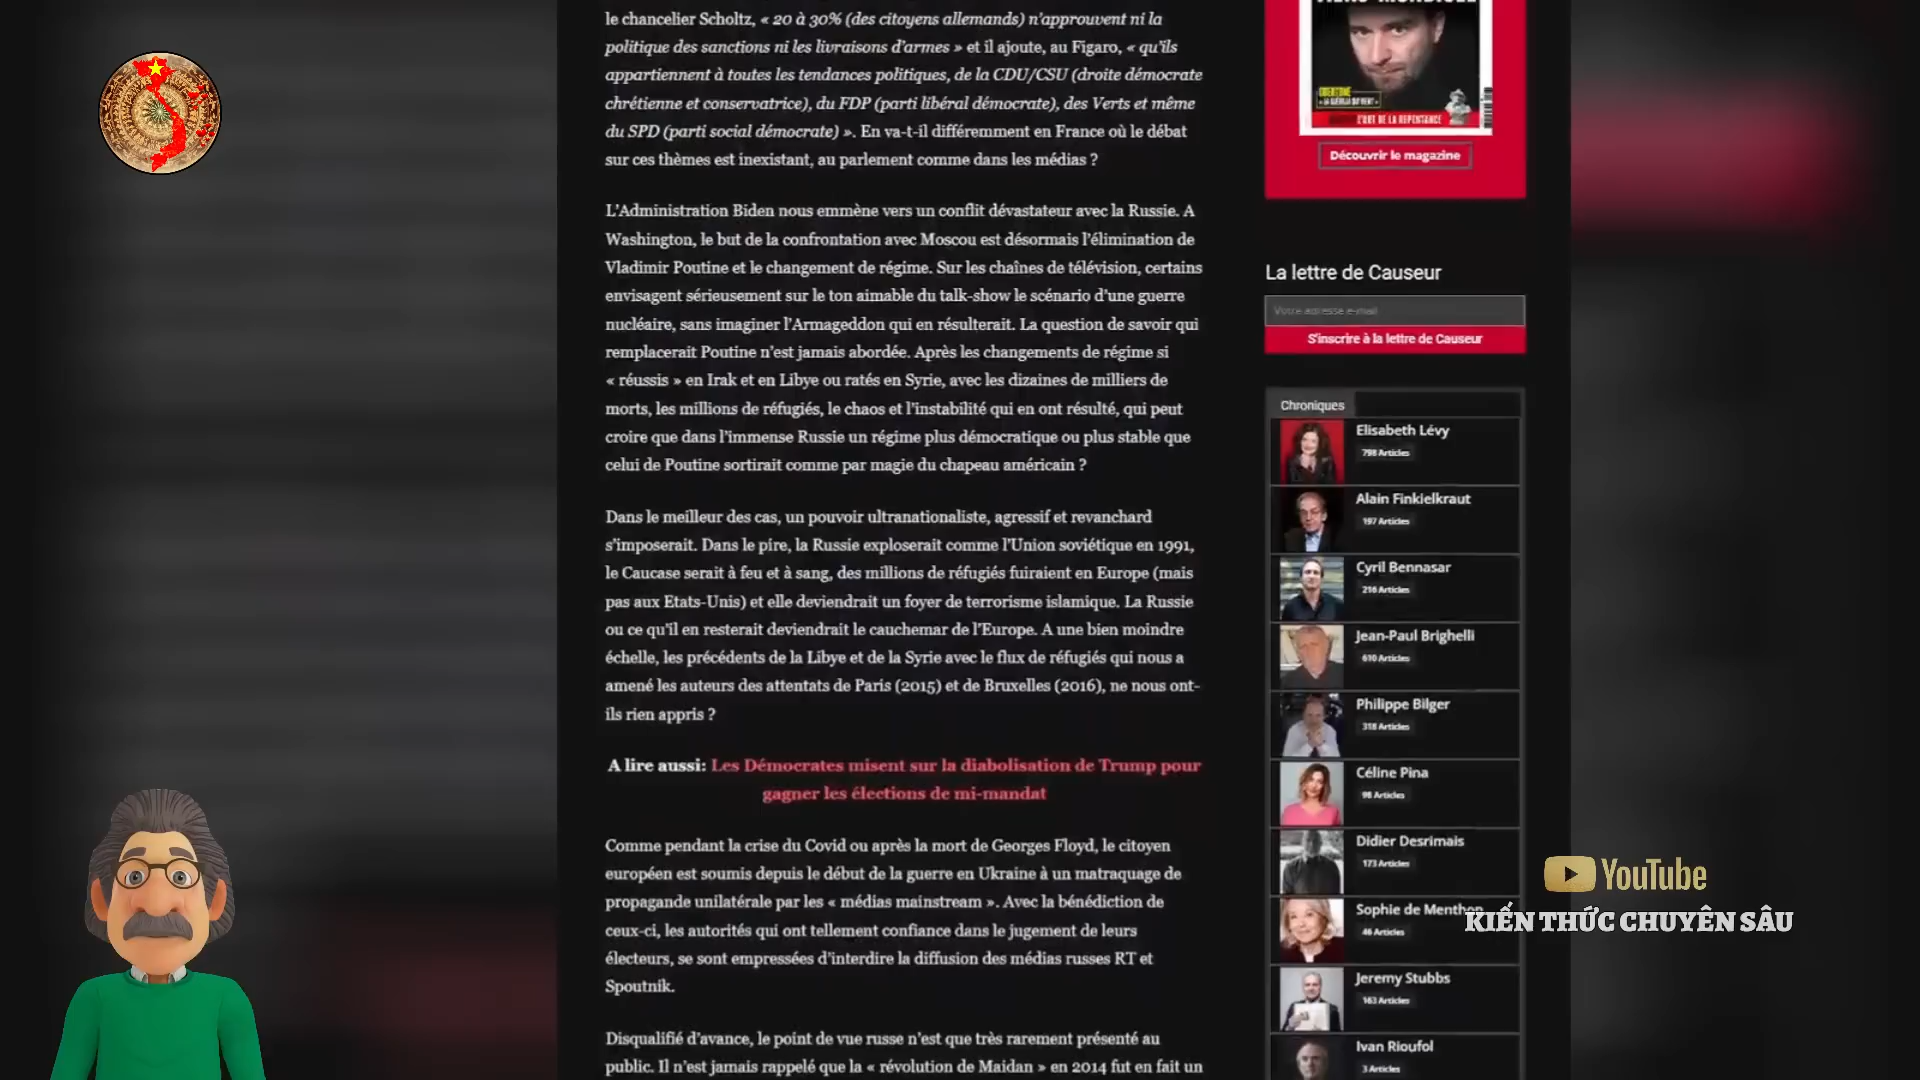 le chancelier Scholtz, « 20 à 30% (des citoyens allemands) n’approuvent ni la
politique des sanctions ni les livraisons d’armes » et il ajoute, au Figaro, « qu’ils
appartiennent à toutes les tendances politiques, de la CDU/CSU (droite démocrate
chrétienne et conservatrice), du FDP (parti libéral démocrate), des Verts et même
du SPD (parti social démocrate) ». En va-t-il différemment en France où le débat
sur ces thèmes est inexistant, au parlement comme dans les médias ?
L’Administration Biden nous emmène vers un conflit dévastateur avec la Russie. A
Washington, le but de la confrontation avec Moscou est désormais l’élimination de
Vladimir Poutine et le changement de régime. Sur les chaînes de télévision, certains
envisagent sérieusement sur le ton aimable du talk-show le scénario d’une guerre
nucléaire, sans imaginer l’Armageddon qui en résulterait. La question de savoir qui
remplacerait Poutine n’est jamais abordée. Après les changements de régime si
« réussis » en Irak et en Libye ou ratés en Syrie, avec les dizaines de milliers de
morts, les millions de réfugiés, le chaos et l’instabilité qui en ont résulté, qui peut
croire que dans l’immense Russie un régime plus démocratique ou plus stable que
celui de Poutine sortirait comme par magie du chapeau américain ?
Dans le meilleur des cas, un pouvoir ultranationaliste, agressif et revanchard
s’imposerait. Dans le pire, la Russie exploserait comme l’Union soviétique en 1991,
le Caucase serait à feu et à sang, des millions de réfugiés fuiraient en Europe (mais
pas aux Etats-Unis) et elle deviendrait un foyer de terrorisme islamique. La Russie
ou ce qu’il en resterait deviendrait le cauchemar de l’Europe. A une bien moindre
échelle, les précédents de la Libye et de la Syrie avec le flux de réfugiés qui nous a
amené les auteurs des attentats de Paris (2015) et de Bruxelles (2016), ne nous ont-
ils rien appris ?
A lire aussi: Les Démocrates misent sur la diabolisation de Trump pour
gagner les élections de mi-mandat
Comme pendant la crise du Covid ou après la mort de Georges Floyd, le citoyen
européen est soumis depuis le début de la guerre en Ukraine à un matraquage de
propagande unilatérale par les « médias mainstream ». Avec la bénédiction de
ceux-ci, les autorités qui ont tellement confiance dans le jugement de leurs
électeurs, se sont empressées d’interdire la diffusion des médias russes RT et
Spoutnik.
Disqualifié d’avance, le point de vue russe n’est que très rarement présenté au
public. Il n’est jamais rappelé que la « révolution de Maidan » en 2014 fut en fait un
L'ART DE LA REPENTANCE
Découvrir le magazine
La lettre de Causeur
Votre adresse e-mail
S'inscrire à la lettre de Causeur
Chroniques
Elisabeth Lévy
798 Articles
Alain Finkielkraut
197 Articles
Cyril Bennasar
216 Articles
Jean-Paul Brighelli
610 Articles
Philippe Bilger
318 Articles
Céline Pina
98 Articles
Didier Desrimais
173 Articles
Sophie de Menthon
46 Articles
Jeremy Stubbs
163 Articles
Ivan Rioufol
3 Articles
YouTube
KIẾN THỨC CHUYÊN SÂU